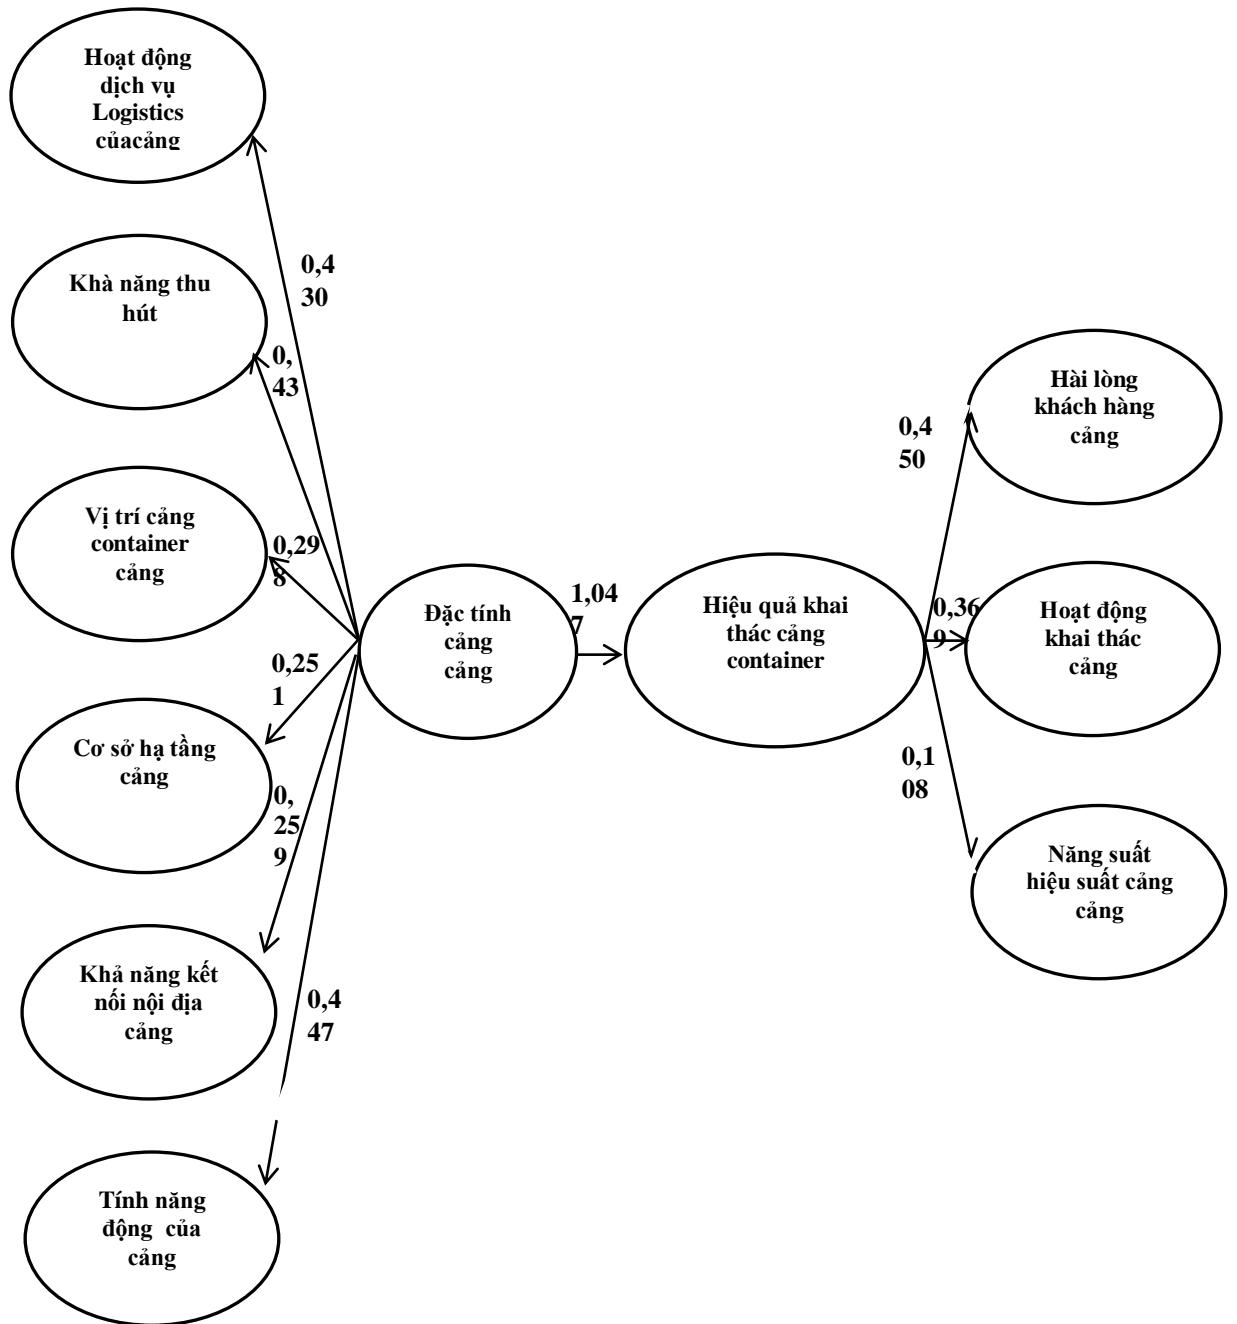 Hoạt động
dịch vụ
Logistics
củacảng
0,4
30
Khà năng thu
hút
0,
43
Vị trí cảng
container
cảng
0,29
8
Cơ sở hạ tầng
cảng
0,25
1
Khả năng kết
nối nội địa
cảng
0,
25
9
Tính năng
động của
cảng
0,4
47
Đặc tính
cảng
cảng
1,04
7
Hiệu quả khai
thác cảng
container
Hài lòng
khách hàng
cảng
0,4
50
Hoạt động
khai thác
cảng
0,36
9
Năng suất
hiệu suất cảng
cảng
0,1
08